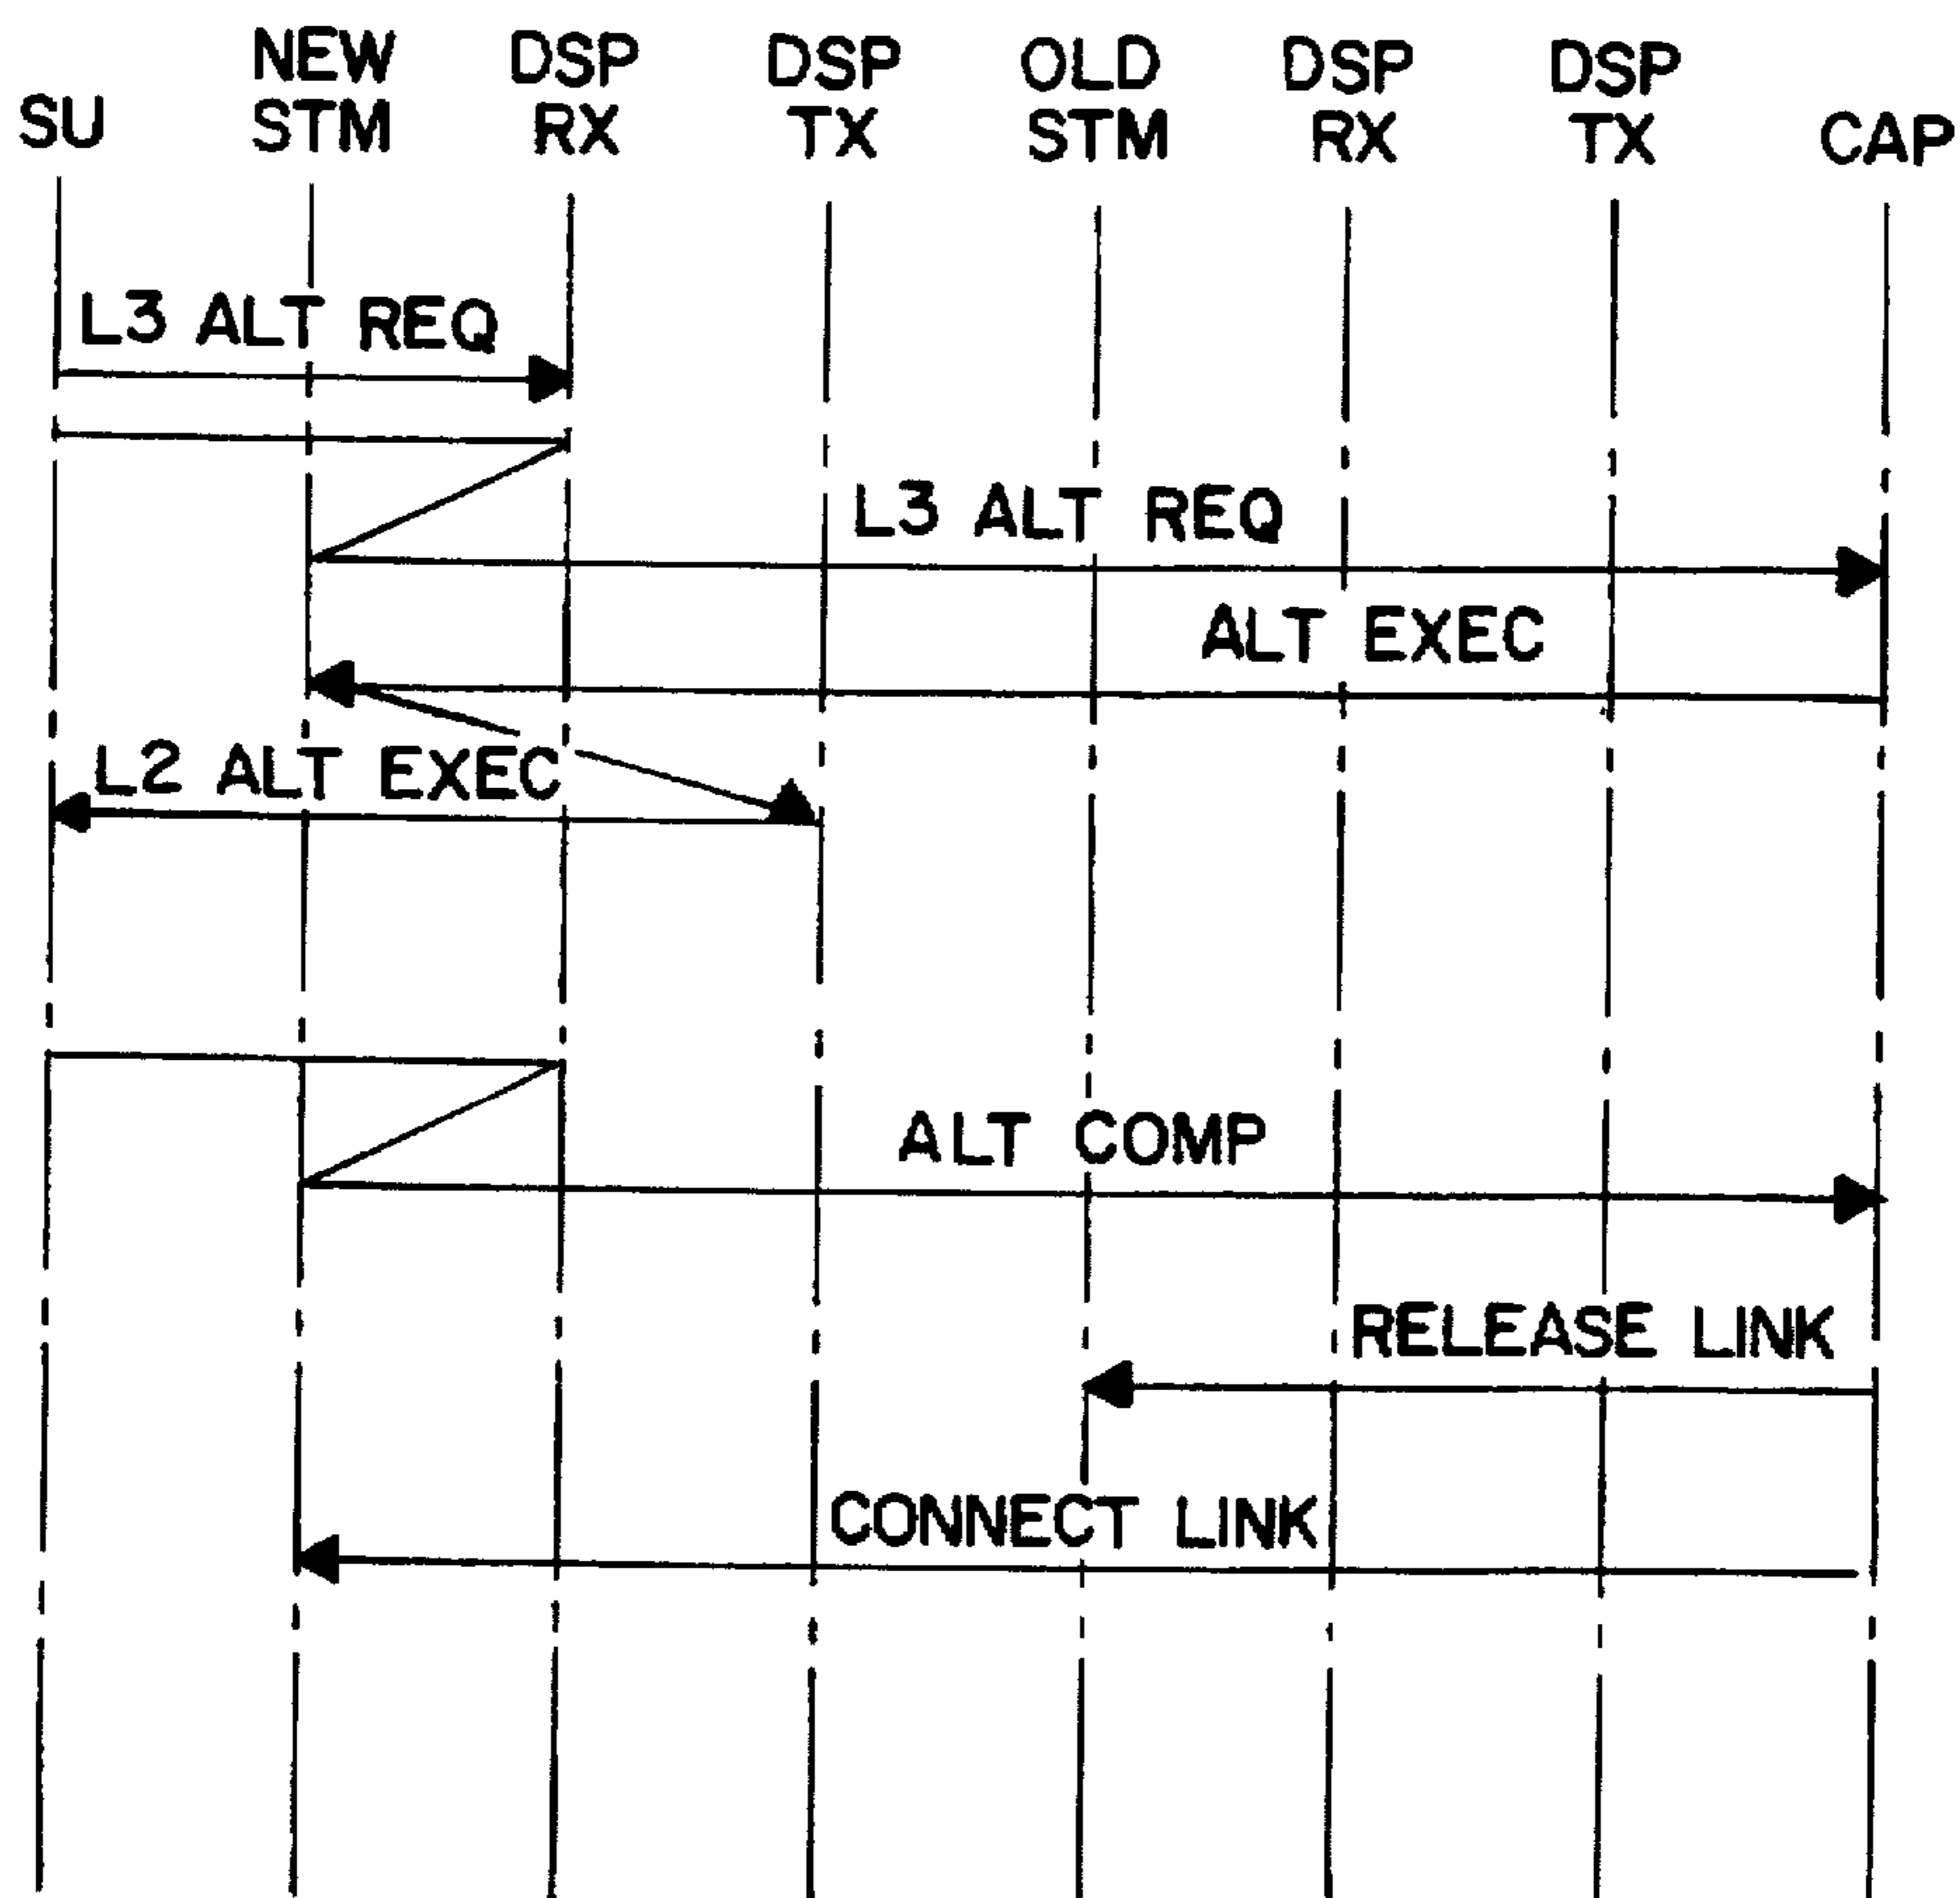 SU
NEW
STM
DSP
RX
DSP
TX
OLD
STM
DSP
RX
DSP
TX
CAP
L3 ALT REQ
L3 ALT REQ
ALT EXEC
L2 ALT EXEC
ALT COMP
RELEASE LINK
CONNECT LINK